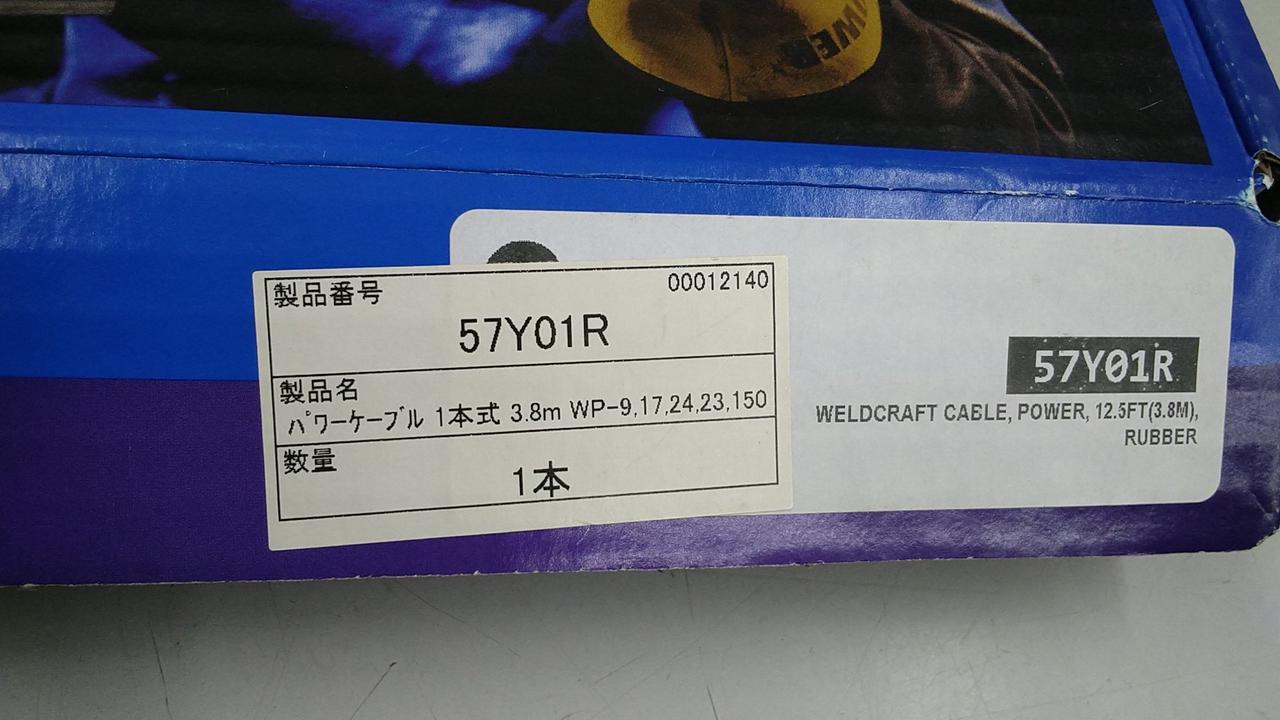 製品番号 00012140
57Y01R
製品名
ﾊﾟﾜｰｹｰﾌﾞﾙ 1本式 3.8m WP-9,17,24,23,150
数量
1本
57Y01R
WELDCRAFT CABLE, POWER, 12.5FT(3.8M),
RUBBER